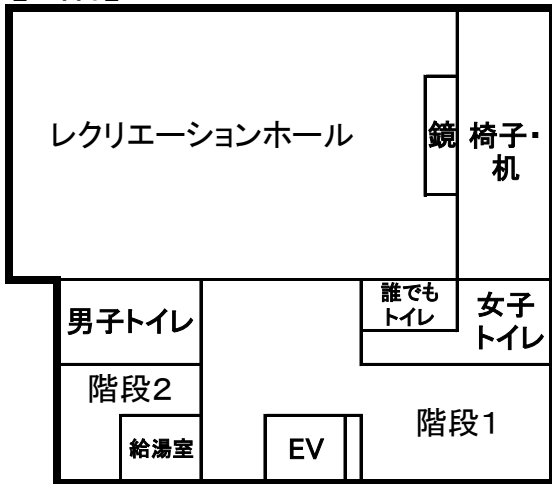 レクリエーションホール
鏡
椅子・
机
誰でも
トイレ
女子
トイレ
男子トイレ
階段2
階段1
給湯室
EV